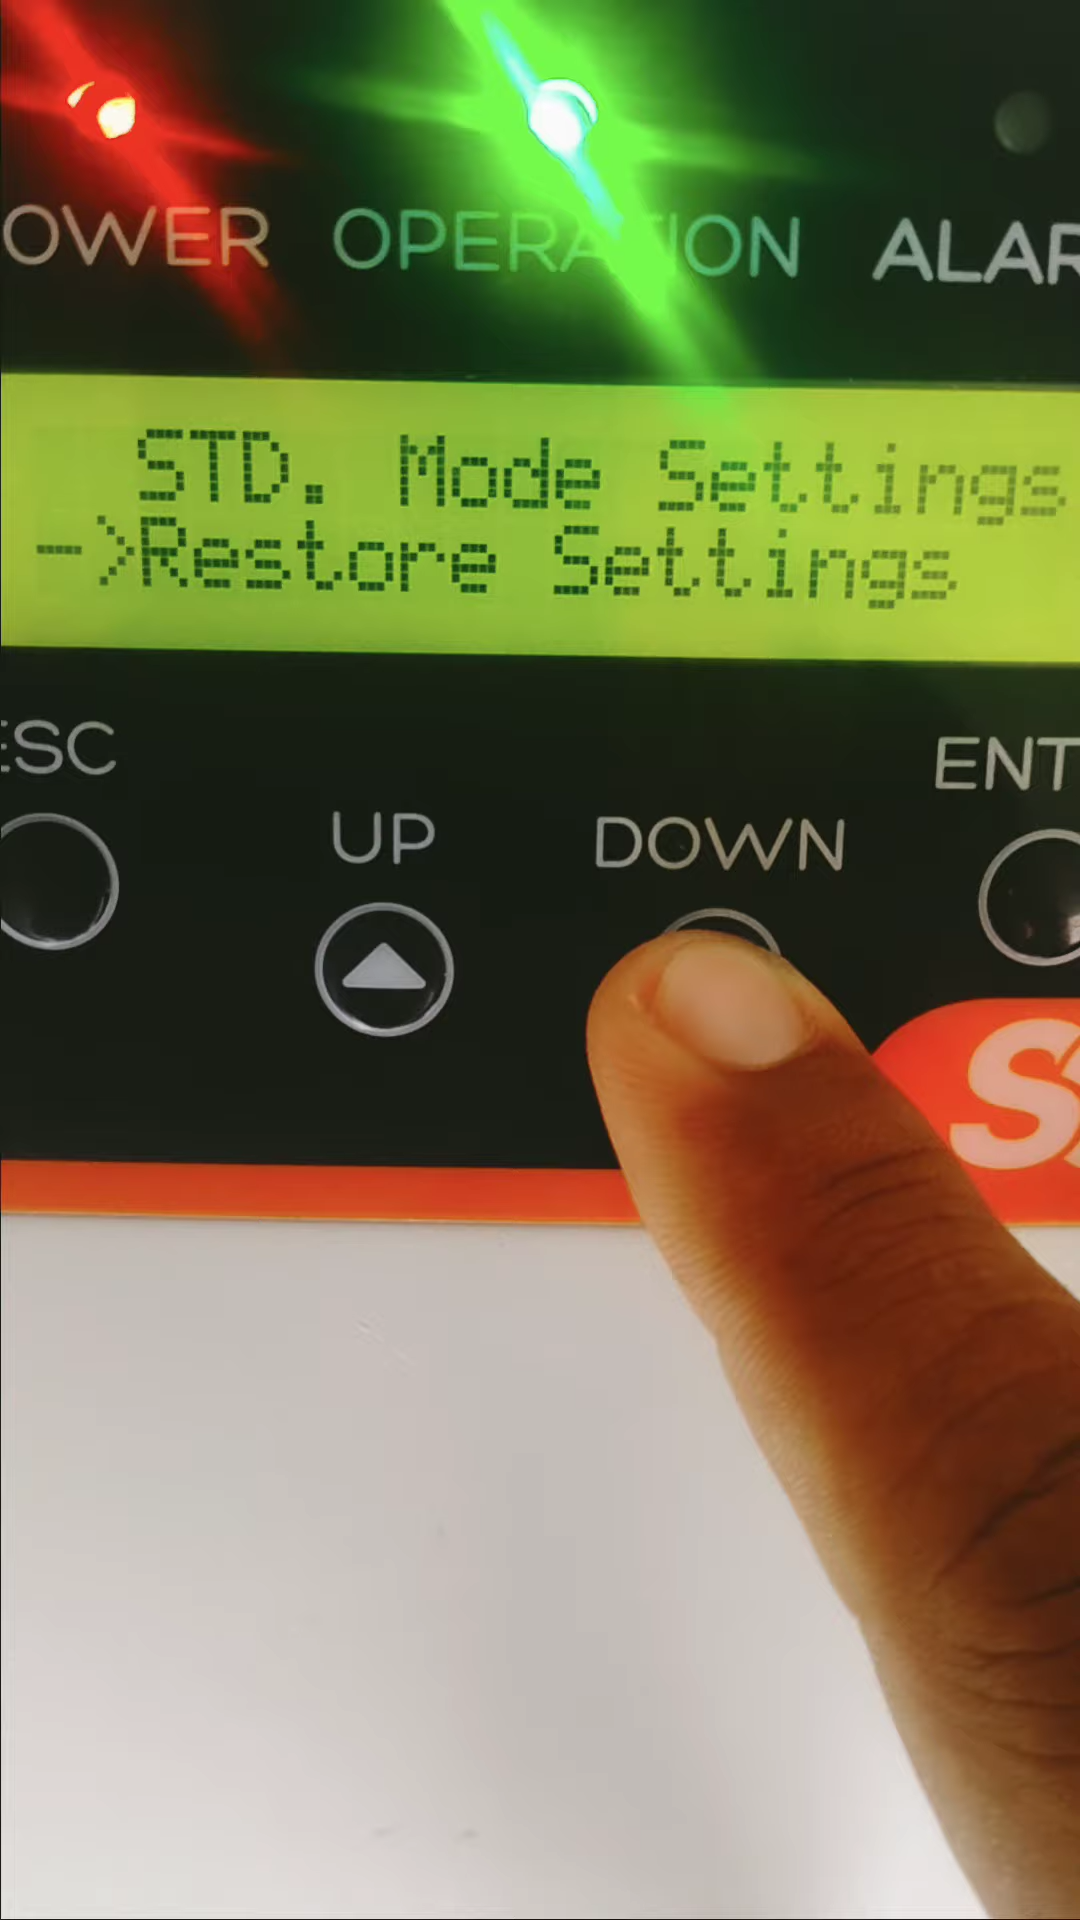 OWER OPERATION ALAR
STD. Mode Settings
->Restore Settings
ESC
UP
DOWN
ENT
S